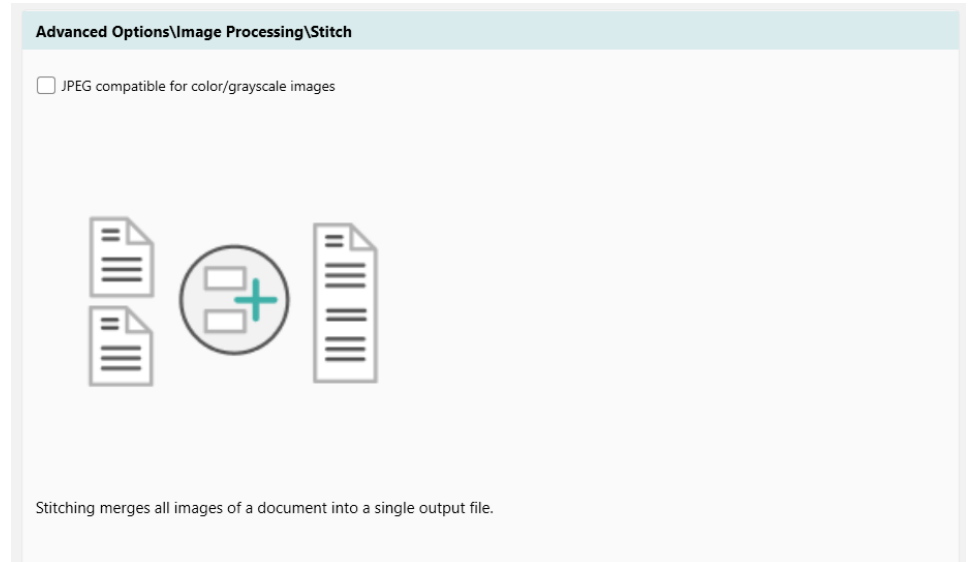 Advanced Options\Image Processing\Stitch
JPEG compatible for color/grayscale images
Stitching merges all images of a document into a single output file.